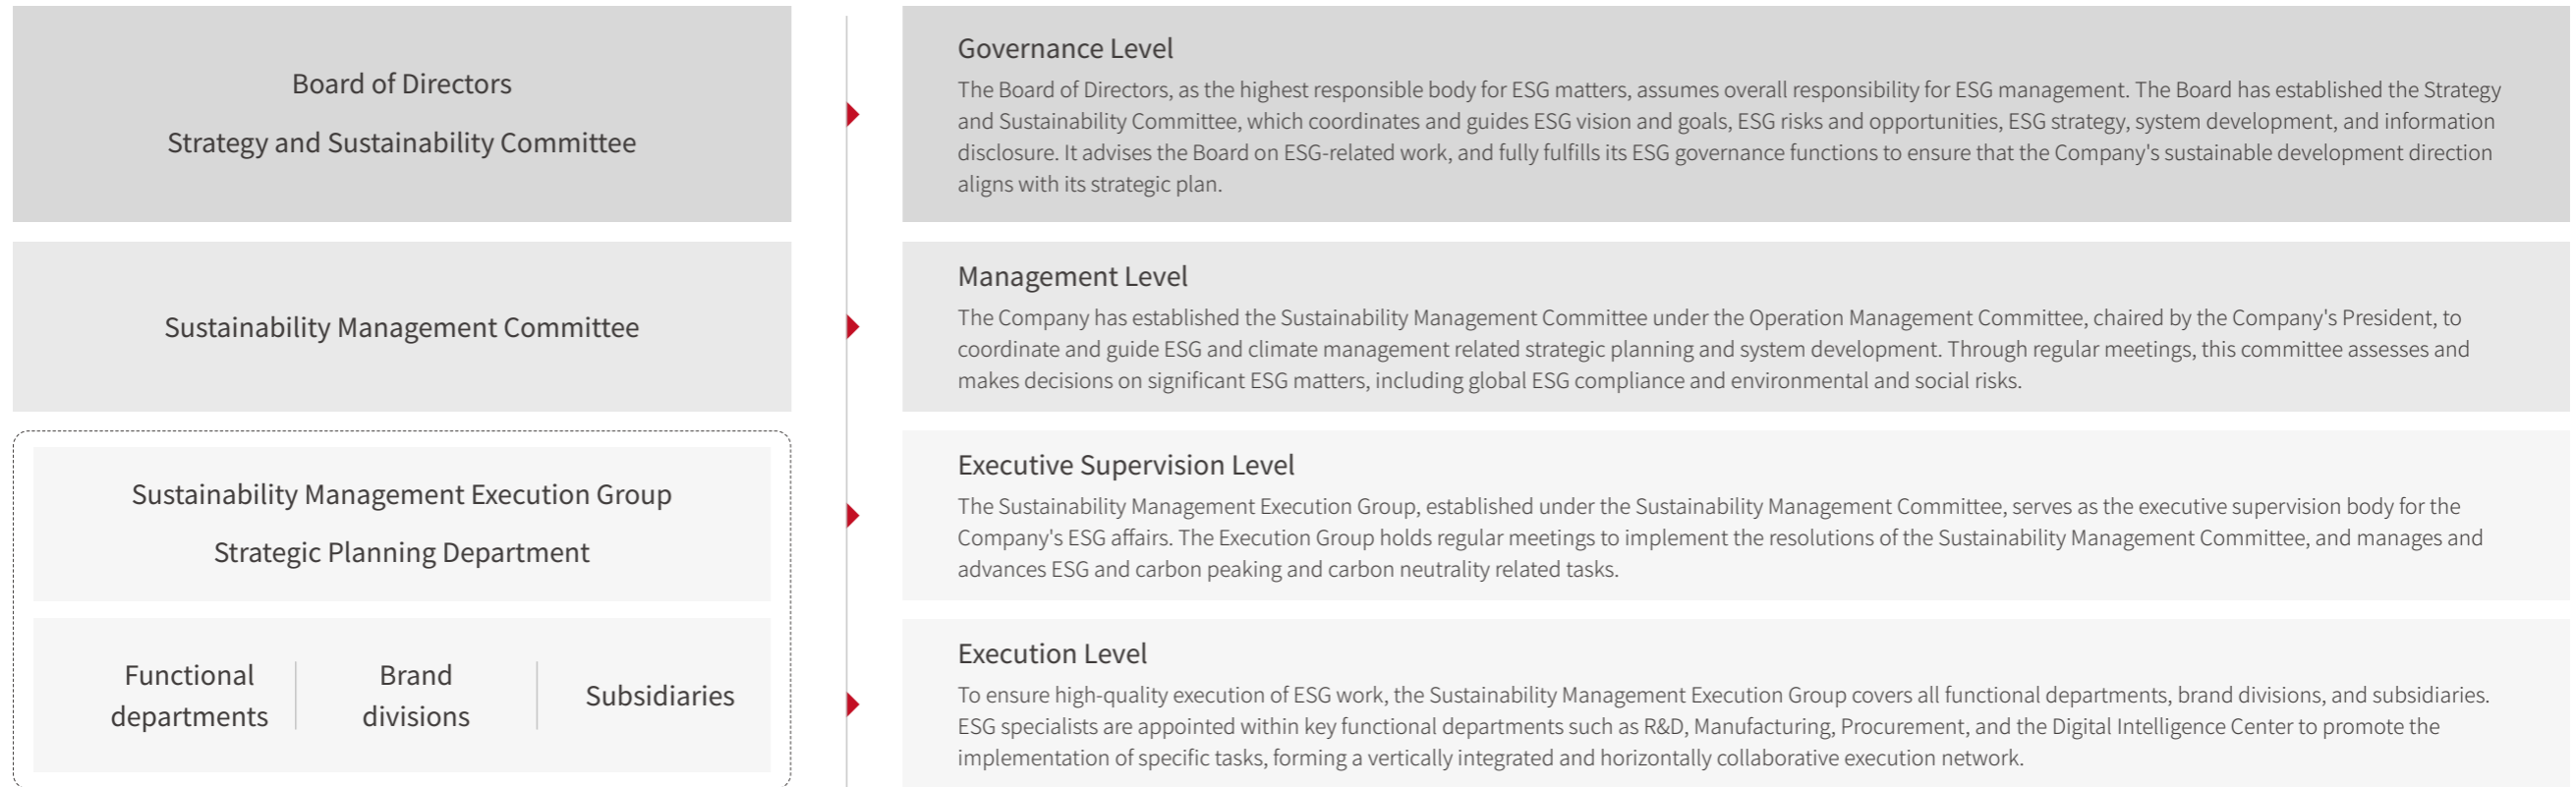 Board of Directors
Strategy and Sustainability Committee
Governance Level
The Board of Directors, as the highest responsible body for ESG matters, assumes overall responsibility for ESG management. The Board has established the Strategy
and Sustainability Committee, which coordinates and guides ESG vision and goals, ESG risks and opportunities, ESG strategy, system development, and information
disclosure. It advises the Board on ESG-related work, and fully fulfills its ESG governance functions to ensure that the Company's sustainable development direction
aligns with its strategic plan.
Sustainability Management Committee
Management Level
The Company has established the Sustainability Management Committee under the Operation Management Committee, chaired by the Company's President, to
coordinate and guide ESG and climate management related strategic planning and system development. Through regular meetings, this committee assesses and
makes decisions on significant ESG matters, including global ESG compliance and environmental and social risks.
Sustainability Management Execution Group
Strategic Planning Department
Executive Supervision Level
The Sustainability Management Execution Group, established under the Sustainability Management Committee, serves as the executive supervision body for the
Company's ESG affairs. The Execution Group holds regular meetings to implement the resolutions of the Sustainability Management Committee, and manages and
advances ESG and carbon peaking and carbon neutrality related tasks.
Functional
departments
Brand
divisions
Subsidiaries
Execution Level
To ensure high-quality execution of ESG work, the Sustainability Management Execution Group covers all functional departments, brand divisions, and subsidiaries.
ESG specialists are appointed within key functional departments such as R&D, Manufacturing, Procurement, and the Digital Intelligence Center to promote the
implementation of specific tasks, forming a vertically integrated and horizontally collaborative execution network.